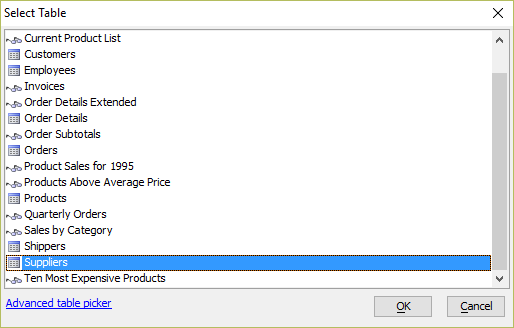 Select Table
Current Product List
Customers
Employees
Invoices
Order Details Extended
Order Details
Order Subtotals
Orders
Product Sales for 1995
Products Above Average Price
Products
Quarterly Orders
Sales by Category
Shippers
Suppliers
Ten Most Expensive Products
Advanced table picker
OK
Cancel